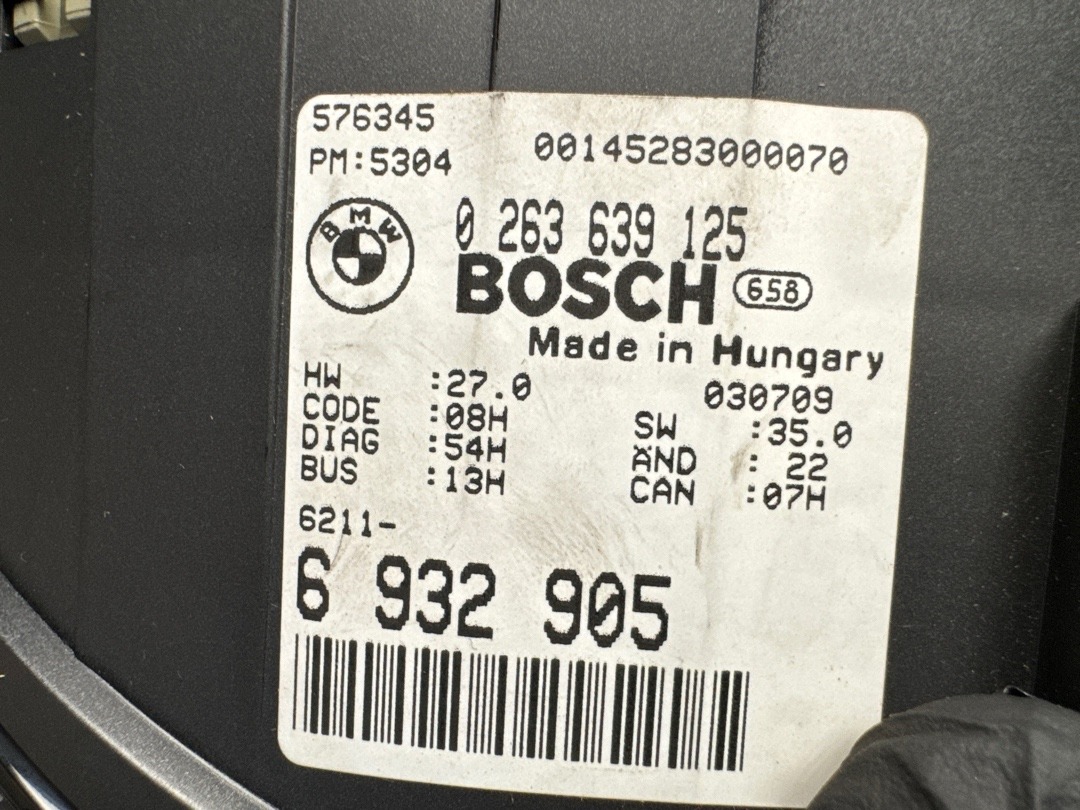 576345
PM:5304
00145283000070
BMW
0 263 639 125
BOSCH 658
Made in Hungary
HW :27.0 030709
CODE :08H SW :35.0
DIAG :54H ÄND : 22
BUS :13H CAN :07H
6211-
6 932 905